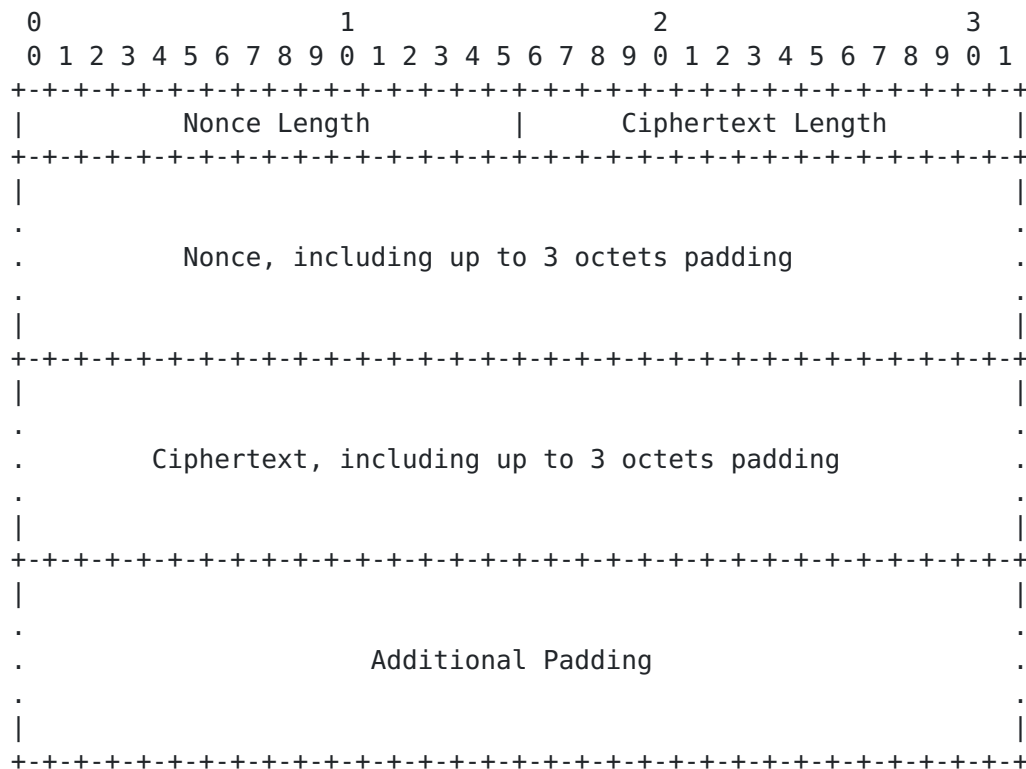 0                   1                   2                   3
 0 1 2 3 4 5 6 7 8 9 0 1 2 3 4 5 6 7 8 9 0 1 2 3 4 5 6 7 8 9 0 1
+-+-+-+-+-+-+-+-+-+-+-+-+-+-+-+-+-+-+-+-+-+-+-+-+-+-+-+-+-+-+-+-+
|          Nonce Length         |      Ciphertext Length        |
+-+-+-+-+-+-+-+-+-+-+-+-+-+-+-+-+-+-+-+-+-+-+-+-+-+-+-+-+-+-+-+-+
|                                                               |
.                                                               .
.          Nonce, including up to 3 octets padding              .
.                                                               .
|                                                               |
+-+-+-+-+-+-+-+-+-+-+-+-+-+-+-+-+-+-+-+-+-+-+-+-+-+-+-+-+-+-+-+-+
|                                                               |
.                                                               .
.        Ciphertext, including up to 3 octets padding           .
.                                                               .
|                                                               |
+-+-+-+-+-+-+-+-+-+-+-+-+-+-+-+-+-+-+-+-+-+-+-+-+-+-+-+-+-+-+-+-+
|                                                               |
.                                                               .
.                      Additional Padding                       .
.                                                               .
|                                                               |
+-+-+-+-+-+-+-+-+-+-+-+-+-+-+-+-+-+-+-+-+-+-+-+-+-+-+-+-+-+-+-+-+